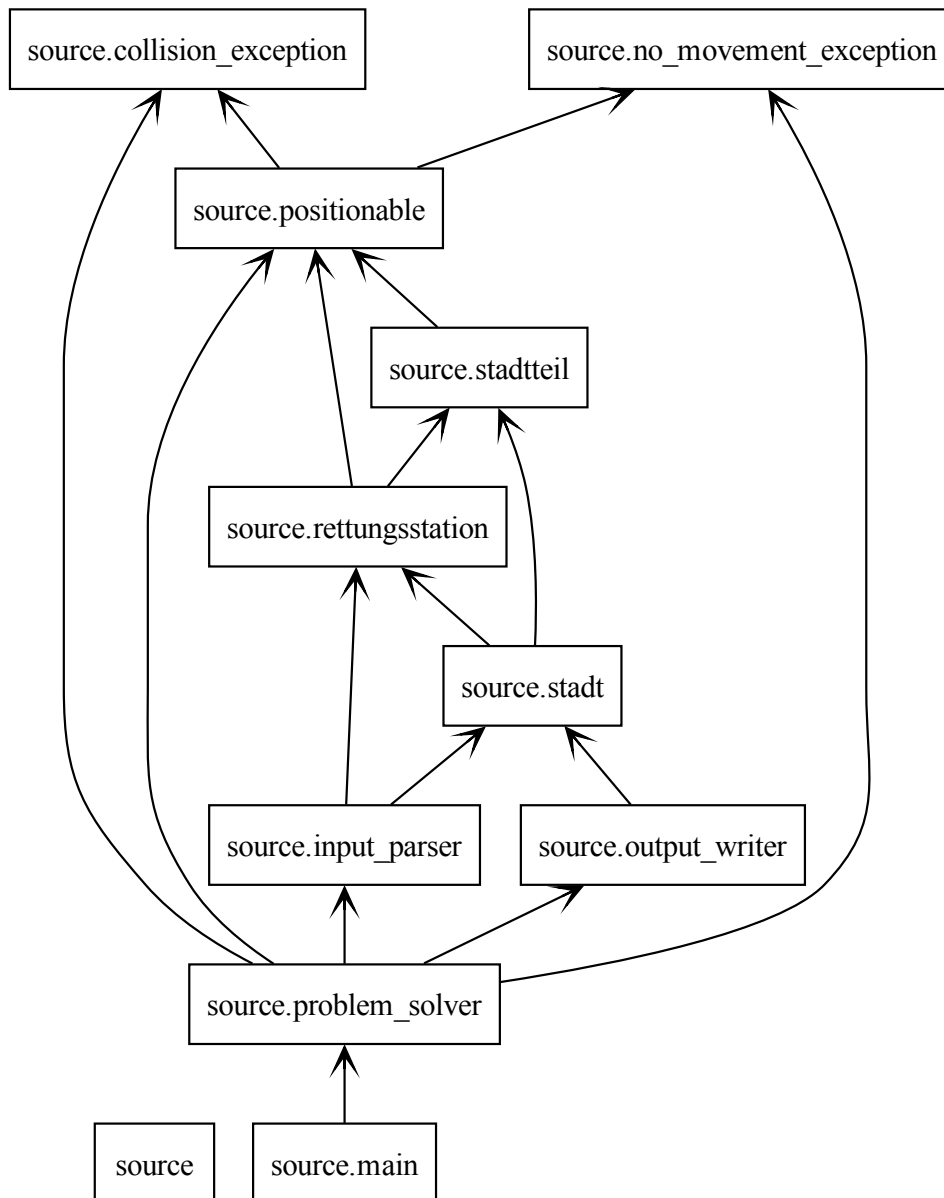 source.collision_exception
source.no_movement_exception
source.positionable
source.stadtteil
source.rettungsstation
source.stadt
source.input_parser
source.output_writer
source.problem_solver
source
source.main